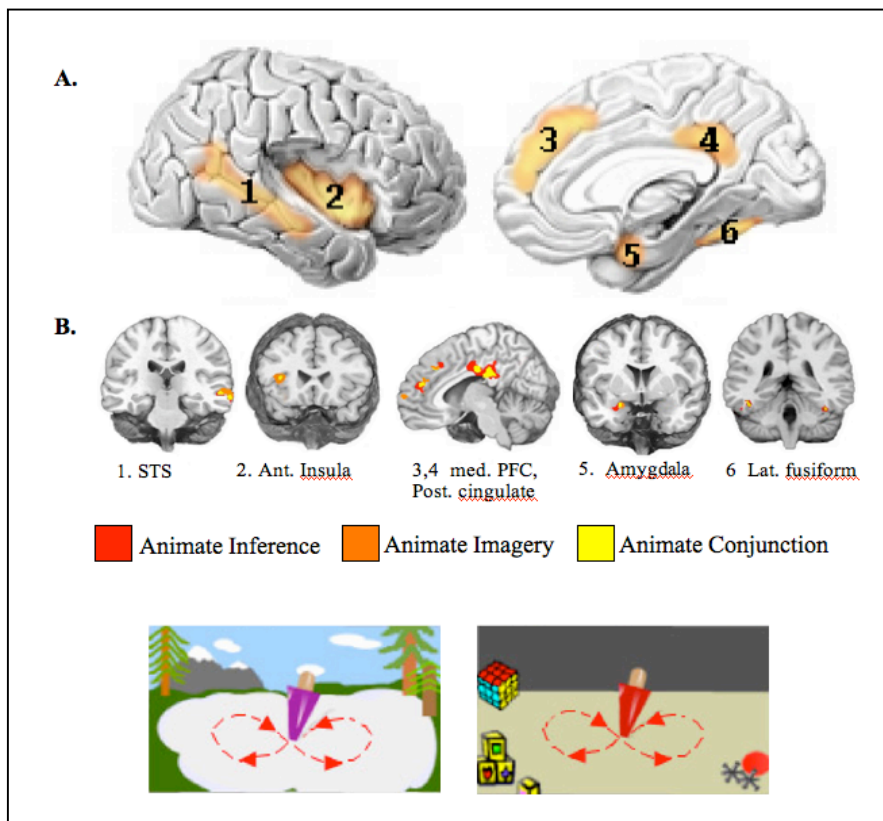 A.
1
2
3
4
5
6
B.
1. STS
2. Ant. Insula
3,4 med. PFC,
Post. cingulate
5. Amygdala
6 Lat. fusiform
Animate Inference
Animate Imagery
Animate Conjunction